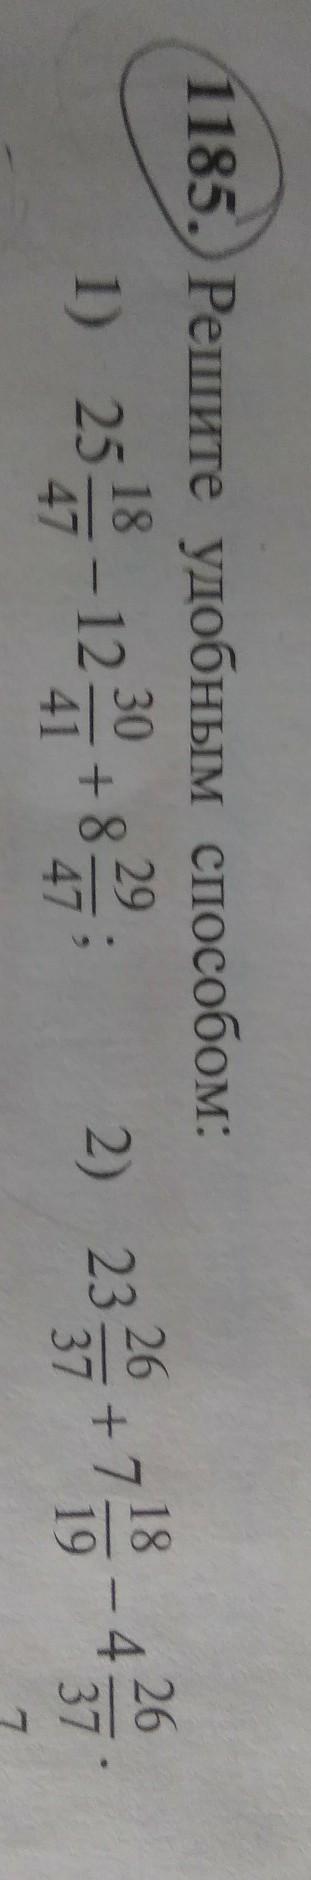 1185. Решите удобным способом:
1) 25 18/47 − 12 30/41 + 8 29/47; 2) 23 26/37 + 7 18/19 − 4 26/37.
7